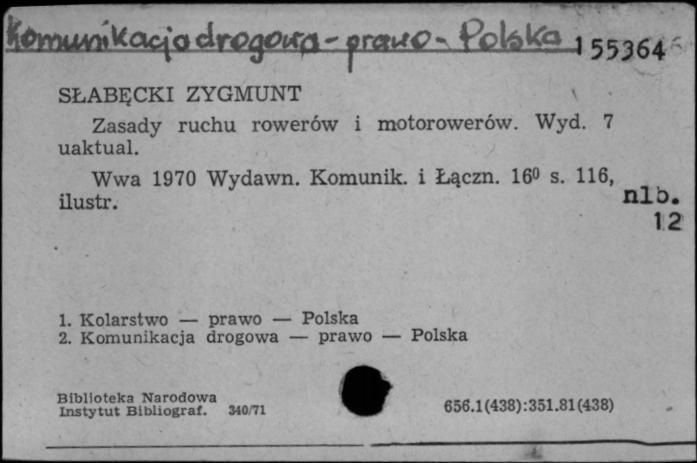 Komunikacja drogowa - prawo - Polska 155364
SŁABĘCKI ZYGMUNT
Zasady ruchu rowerów i motorowerów. Wyd. 7
uaktual.
Wwa 1970 Wydawn. Komunik. i Łączn. 16⁰ s. 116,
ilustr.
nlb.
12
1. Kolarstwo — prawo — Polska
2. Komunikacja drogowa — prawo — Polska
Biblioteka Narodowa
Instytut Bibliograf. 340/71
656.1(438):351.81(438)